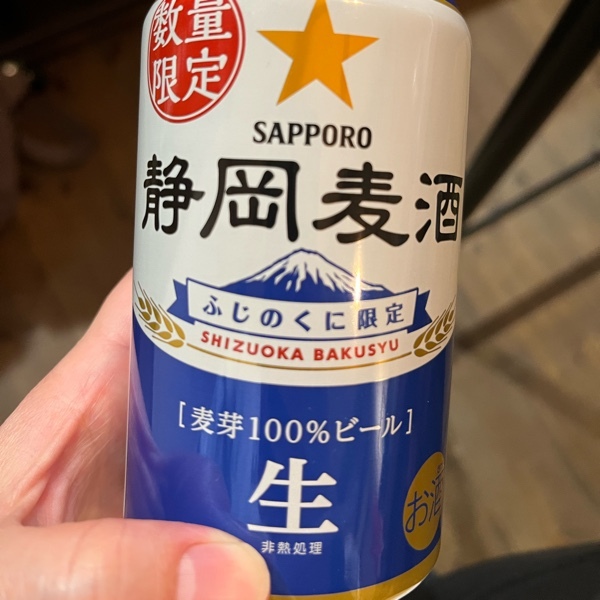 数量
限定
SAPPORO
静岡麦酒
ふじのくに限定
SHIZUOKA BAKUSYU
[麦芽100%ビール]
生
非熱処理
お酒